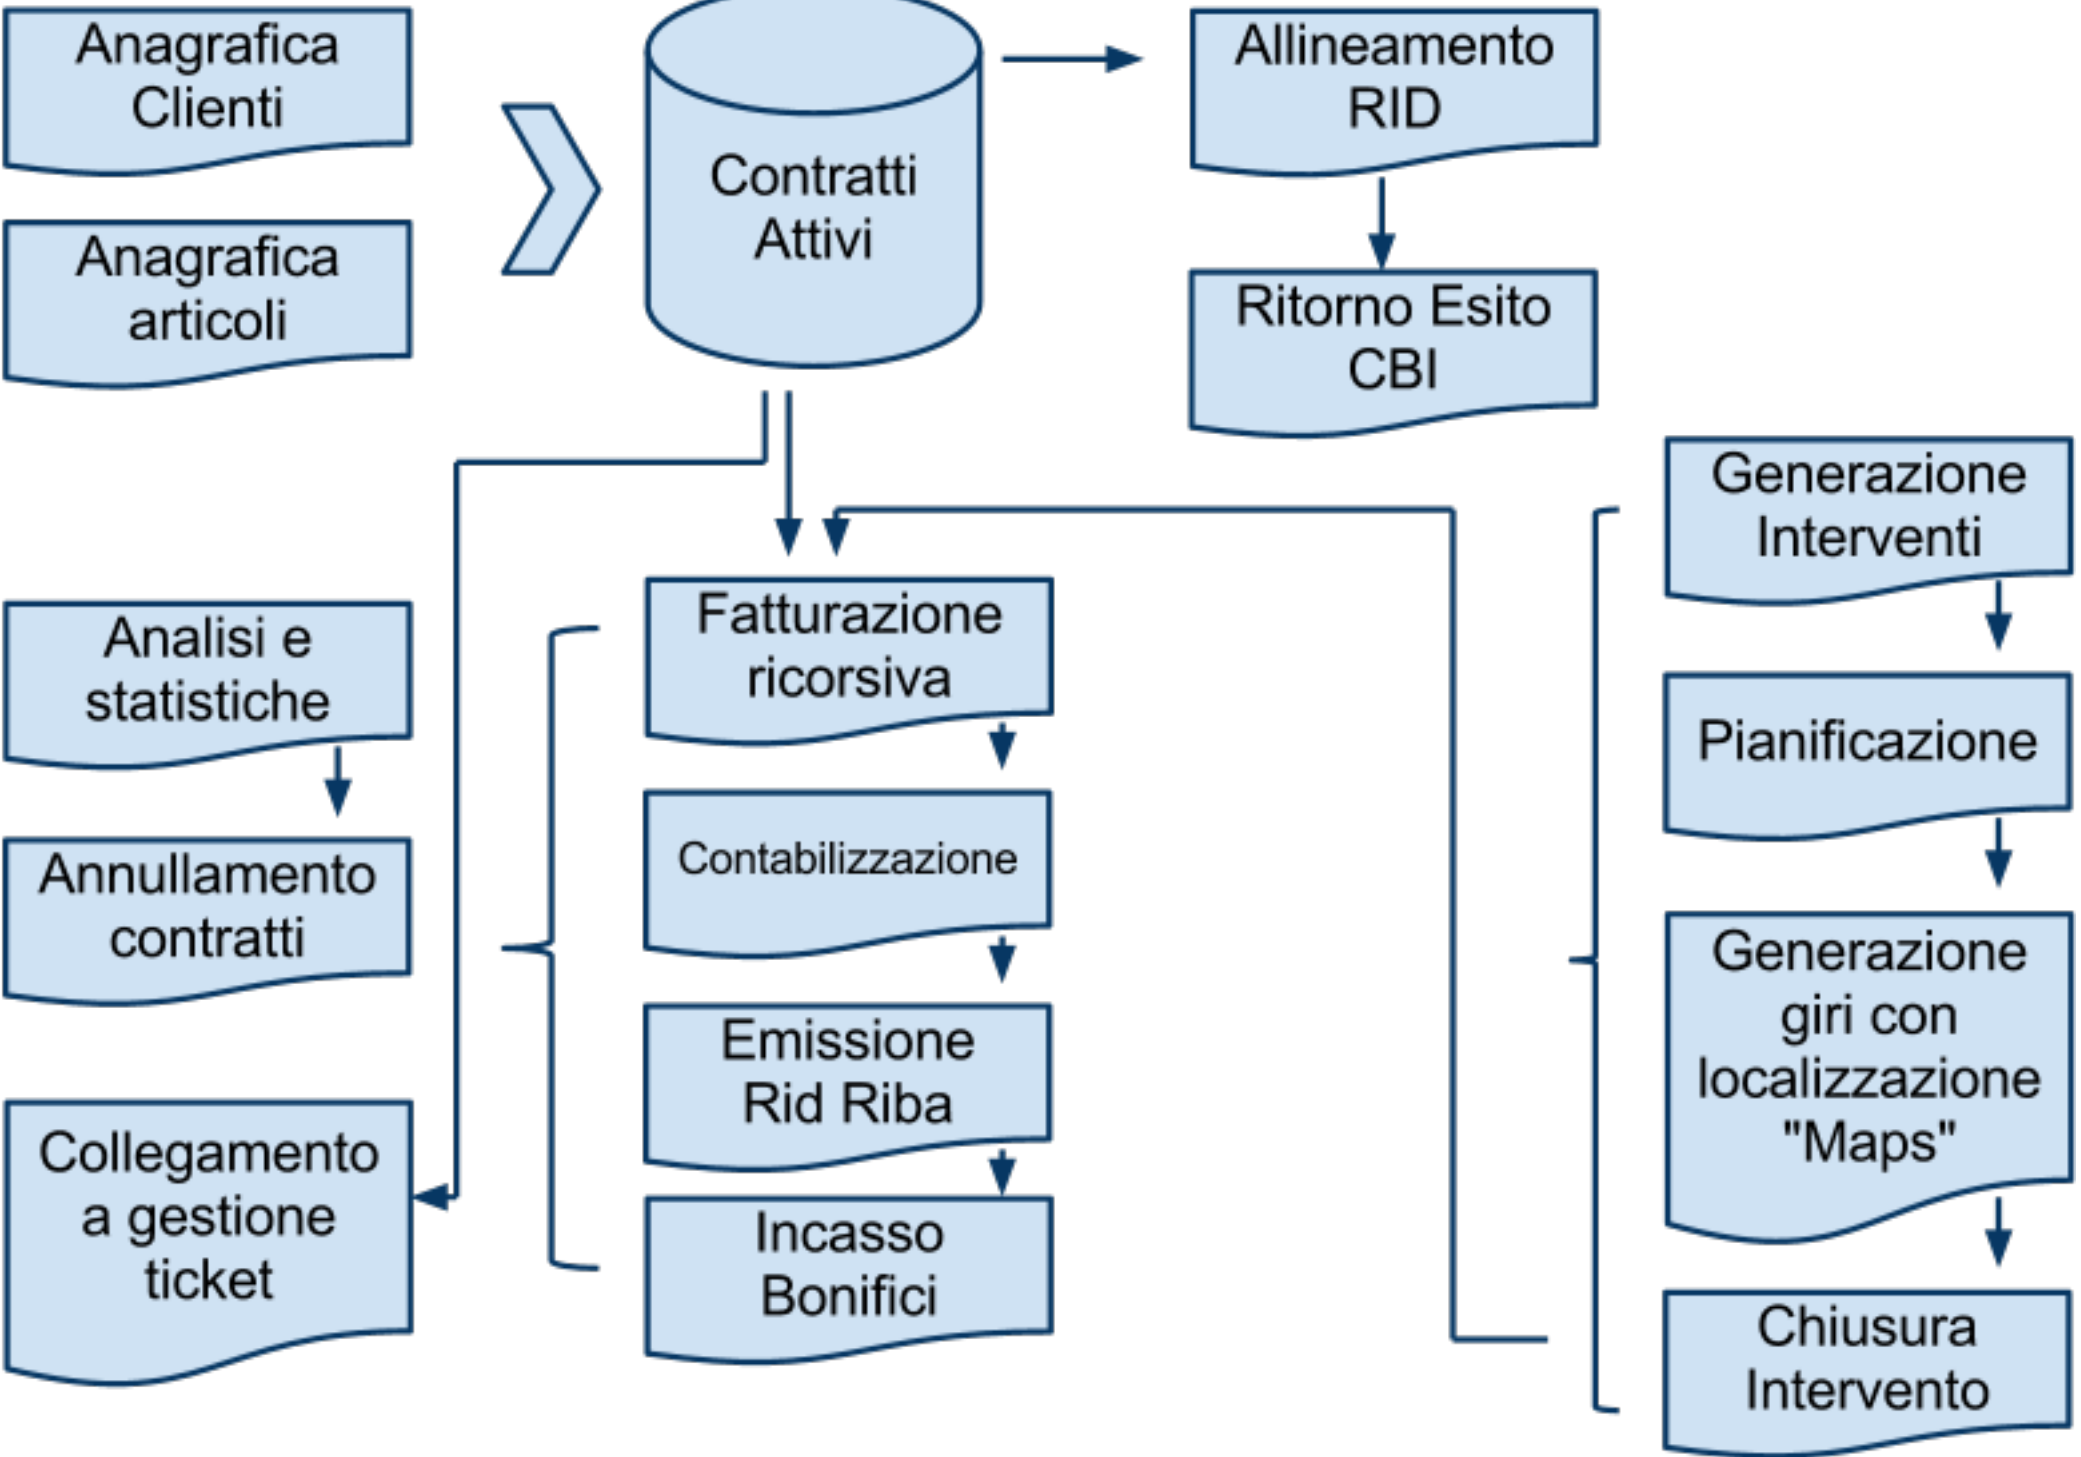 Anagrafica
Clienti
Anagrafica
articoli
Contratti
Attivi
Allineamento
RID
Ritorno Esito
CBI
Analisi e
statistiche
Annullamento
contratti
Collegamento
a gestione
ticket
Fatturazione
ricorsiva
Contabilizzazione
Emissione
Rid Riba
Incasso
Bonifici
Generazione
Interventi
Pianificazione
Generazione
giri con
localizzazione
"Maps"
Chiusura
Intervento